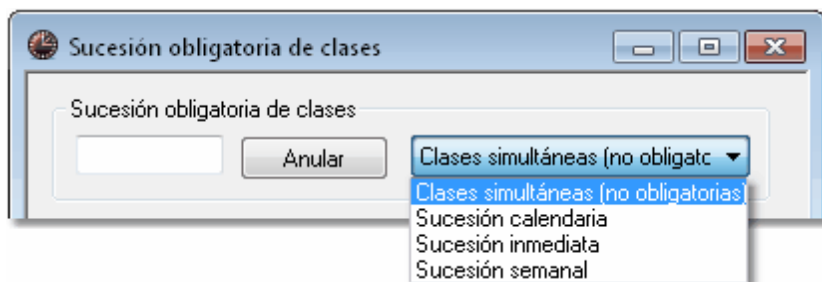 Sucesión obligatoria de clases
Sucesión obligatoria de clases
Anular
Clases simultáneas (no obligatc
Clases simultáneas (no obligatorias)
Sucesión calendaria
Sucesión inmediata
Sucesión semanal